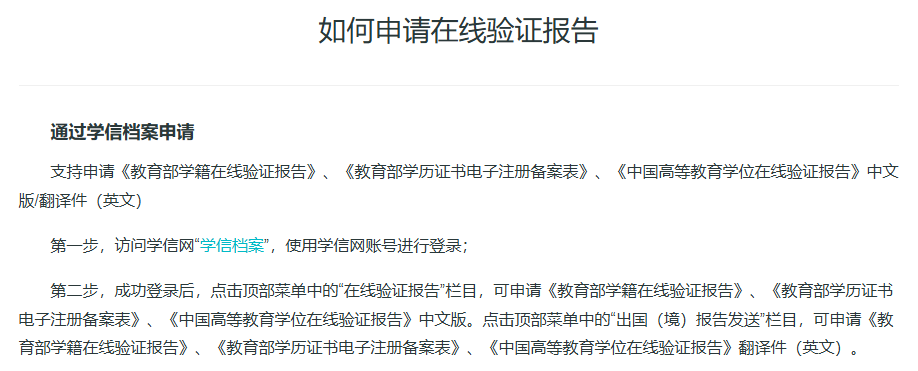 如何申请在线验证报告
通过学信档案申请
支持申请《教育部学籍在线验证报告》、《教育部学历证书电子注册备案表》、《中国高等教育学位在线验证报告》中文
版/翻译件（英文）
第一步，访问学信网“学信档案”，使用学信网账号进行登录；
第二步，成功登录后，点击顶部菜单中的“在线验证报告”栏目，可申请《教育部学籍在线验证报告》、《教育部学历证书
电子注册备案表》、《中国高等教育学位在线验证报告》中文版。点击顶部菜单中的“出国（境）报告发送”栏目，可申请《教
育部学籍在线验证报告》、《教育部学历证书电子注册备案表》、《中国高等教育学位在线验证报告》翻译件（英文）。